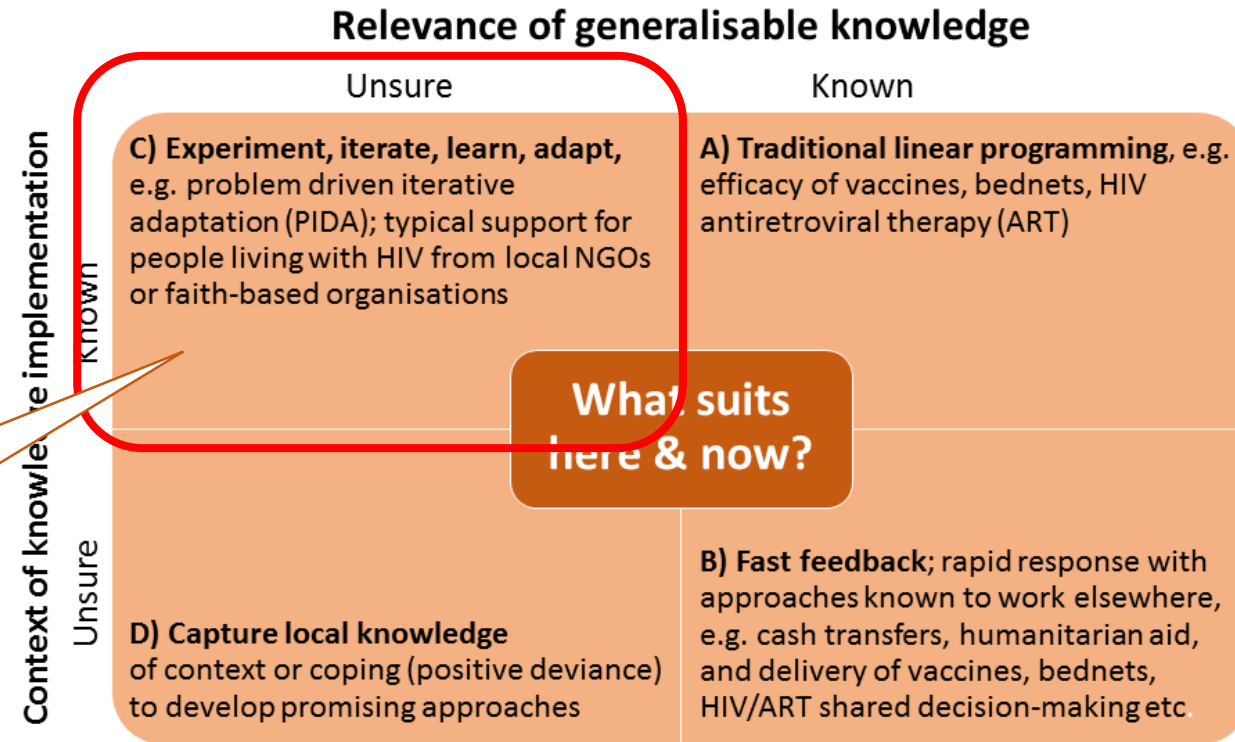 Relevance of generalisable knowledge
Unsure
Known
Context of knowledge implementation
Known
Unsure
C) Experiment, iterate, learn, adapt,
e.g. problem driven iterative
adaptation (PIDA); typical support for
people living with HIV from local NGOs
or faith-based organisations
A) Traditional linear programming, e.g.
efficacy of vaccines, bednets, HIV
antiretroviral therapy (ART)
What suits
here & now?
D) Capture local knowledge
of context or coping (positive deviance)
to develop promising approaches
B) Fast feedback; rapid response with
approaches known to work elsewhere,
e.g. cash transfers, humanitarian aid,
and delivery of vaccines, bednets,
HIV/ART shared decision-making etc.